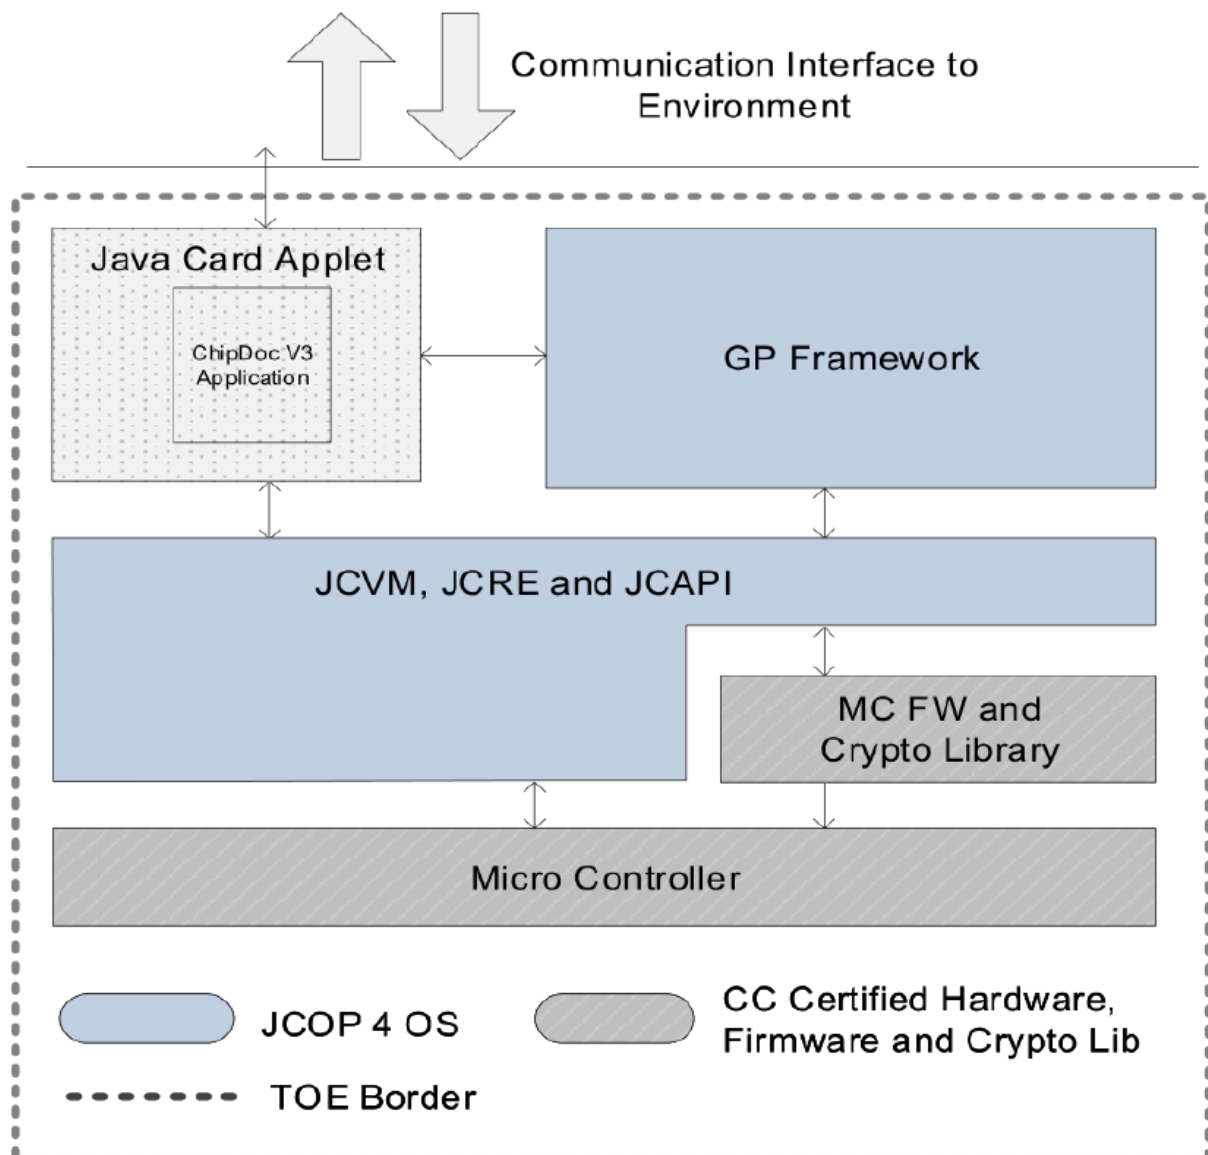 Communication Interface to
Environment
Java Card Applet
ChipDoc V3
Application
GP Framework
JCVM, JCRE and JCAPI
MC FW and
Crypto Library
Micro Controller
JCOP 4 OS
CC Certified Hardware,
Firmware and Crypto Lib
TOE Border